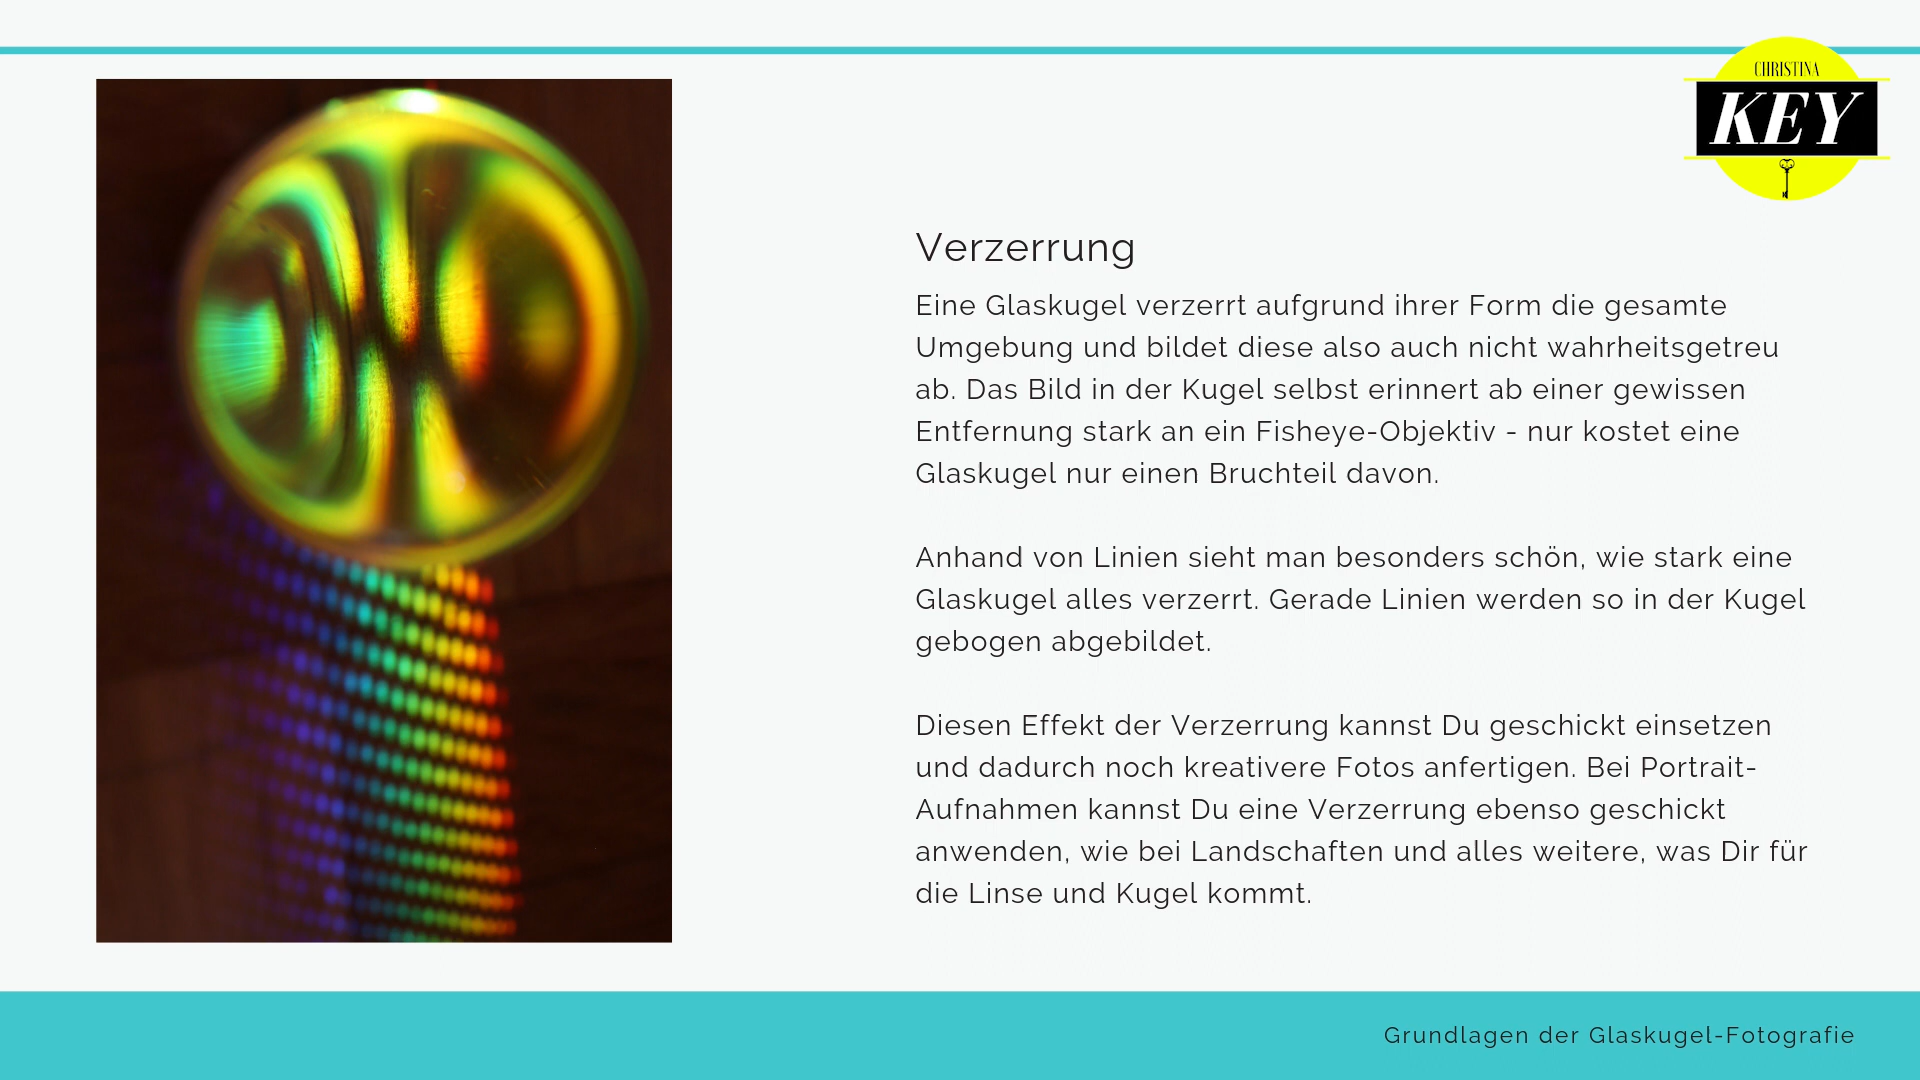 CHRISTINA
KEY
Verzerrung
Eine Glaskugel verzerrt aufgrund ihrer Form die gesamte
Umgebung und bildet diese also auch nicht wahrheitsgetreu
ab. Das Bild in der Kugel selbst erinnert ab einer gewissen
Entfernung stark an ein Fisheye-Objektiv - nur kostet eine
Glaskugel nur einen Bruchteil davon.
Anhand von Linien sieht man besonders schön, wie stark eine
Glaskugel alles verzerrt. Gerade Linien werden so in der Kugel
gebogen abgebildet.
Diesen Effekt der Verzerrung kannst Du geschickt einsetzen
und dadurch noch kreativere Fotos anfertigen. Bei Portrait-
Aufnahmen kannst Du eine Verzerrung ebenso geschickt
anwenden, wie bei Landschaften und alles weitere, was Dir für
die Linse und Kugel kommt.
Grundlagen der Glaskugel-Fotografie